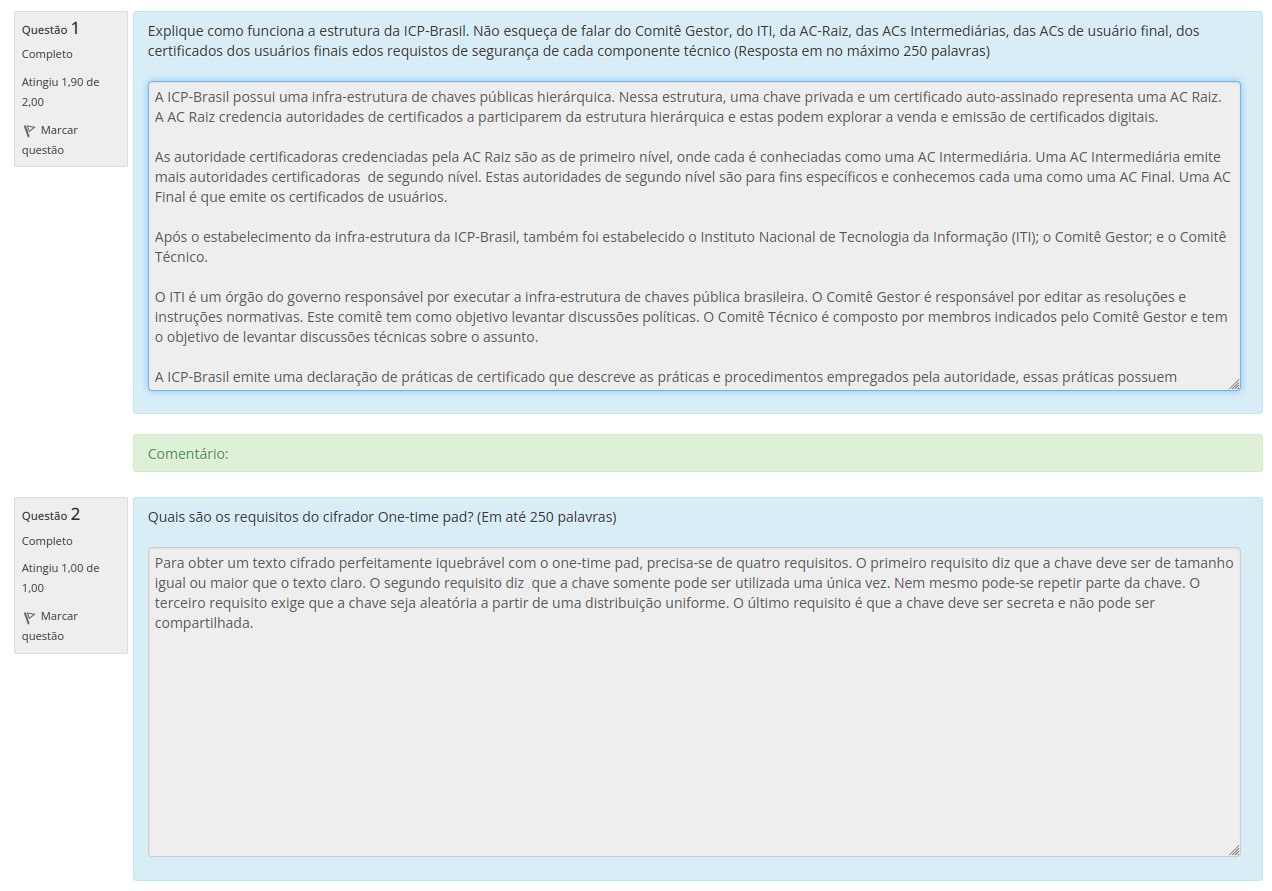 Questão 1
Completo
Atingiu 1,90 de
2,00
Marcar
questão
Explique como funciona a estrutura da ICP-Brasil. Não esqueça de falar do Comitê Gestor, do ITI, da AC-Raiz, das ACs Intermediárias, das ACs de usuário final, dos
certificados dos usuários finais edos requistos de segurança de cada componente técnico (Resposta em no máximo 250 palavras)
A ICP-Brasil possui uma infra-estrutura de chaves públicas hierárquica. Nessa estrutura, uma chave privada e um certificado auto-assinado representa uma AC Raiz.
A AC Raiz credencia autoridades de certificados a participarem da estrutura hierárquica e estas podem explorar a venda e emissão de certificados digitais.
As autoridade certificadoras credenciadas pela AC Raiz são as de primeiro nível, onde cada é conheciadas como uma AC Intermediária. Uma AC Intermediária emite
mais autoridades certificadoras de segundo nível. Estas autoridades de segundo nível são para fins específicos e conhecemos cada uma como uma AC Final. Uma AC
Final é que emite os certificados de usuários.
Após o estabelecimento da infra-estrutura da ICP-Brasil, também foi estabelecido o Instituto Nacional de Tecnologia da Informação (ITI); o Comitê Gestor; e o Comitê
Técnico.
O ITI é um órgão do governo responsável por executar a infra-estrutura de chaves pública brasileira. O Comitê Gestor é responsável por editar as resoluções e
instruções normativas. Este comitê tem como objetivo levantar discussões políticas. O Comitê Técnico é composto por membros indicados pelo Comitê Gestor e tem
o objetivo de levantar discussões técnicas sobre o assunto.
A ICP-Brasil emite uma declaração de práticas de certificado que descreve as práticas e procedimentos empregados pela autoridade, essas práticas possuem
Comentário:
Questão 2
Completo
Atingiu 1,00 de
1,00
Marcar
questão
Quais são os requisitos do cifrador One-time pad? (Em até 250 palavras)
Para obter um texto cifrado perfeitamente iquebrável com o one-time pad, precisa-se de quatro requisitos. O primeiro requisito diz que a chave deve ser de tamanho
igual ou maior que o texto claro. O segundo requisito diz que a chave somente pode ser utilizada uma única vez. Nem mesmo pode-se repetir parte da chave. O
terceiro requisito exige que a chave seja aleatória a partir de uma distribuição uniforme. O último requisito é que a chave deve ser secreta e não pode ser
compartilhada.